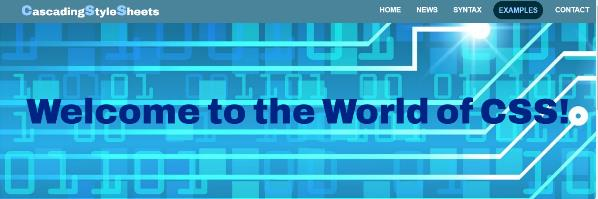 CascadingStyleSheets
HOME NEWS SYNTAX EXAMPLES CONTACT
Welcome to the World of CSS!